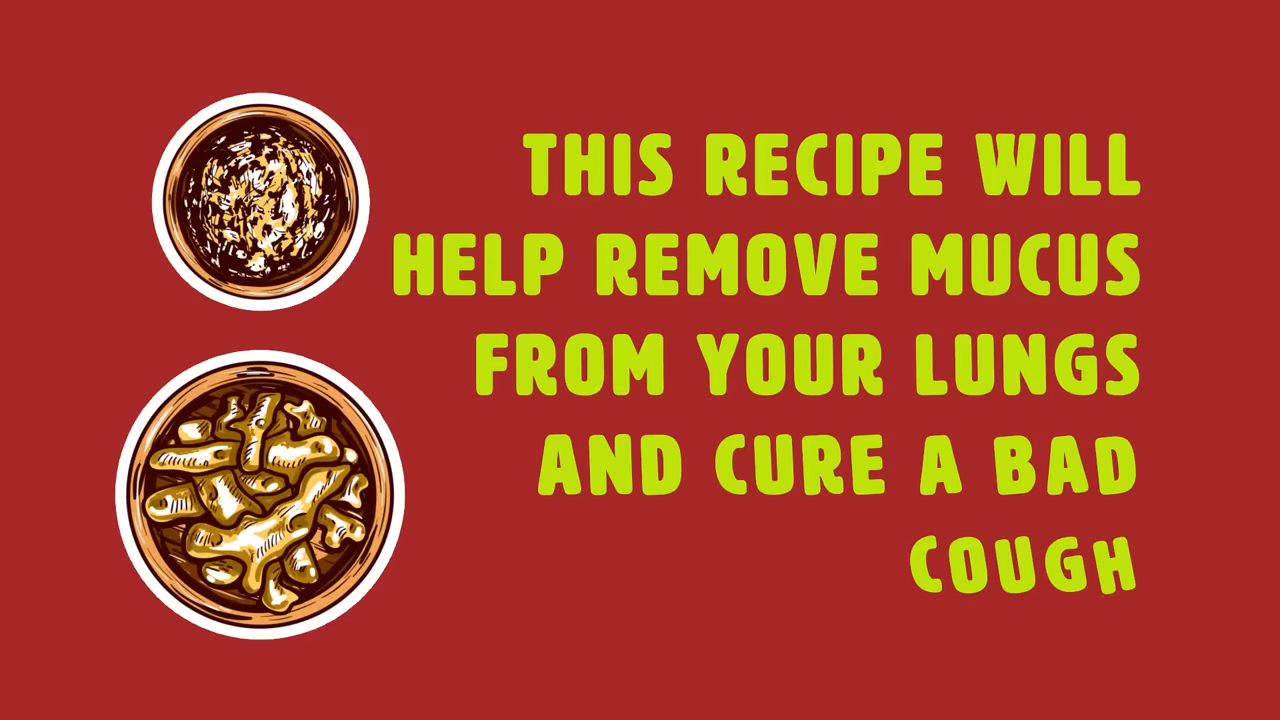 THIS RECIPE WILL
HELP REMOVE MUCUS
FROM YOUR LUNGS
AND CURE A BAD
COUGH